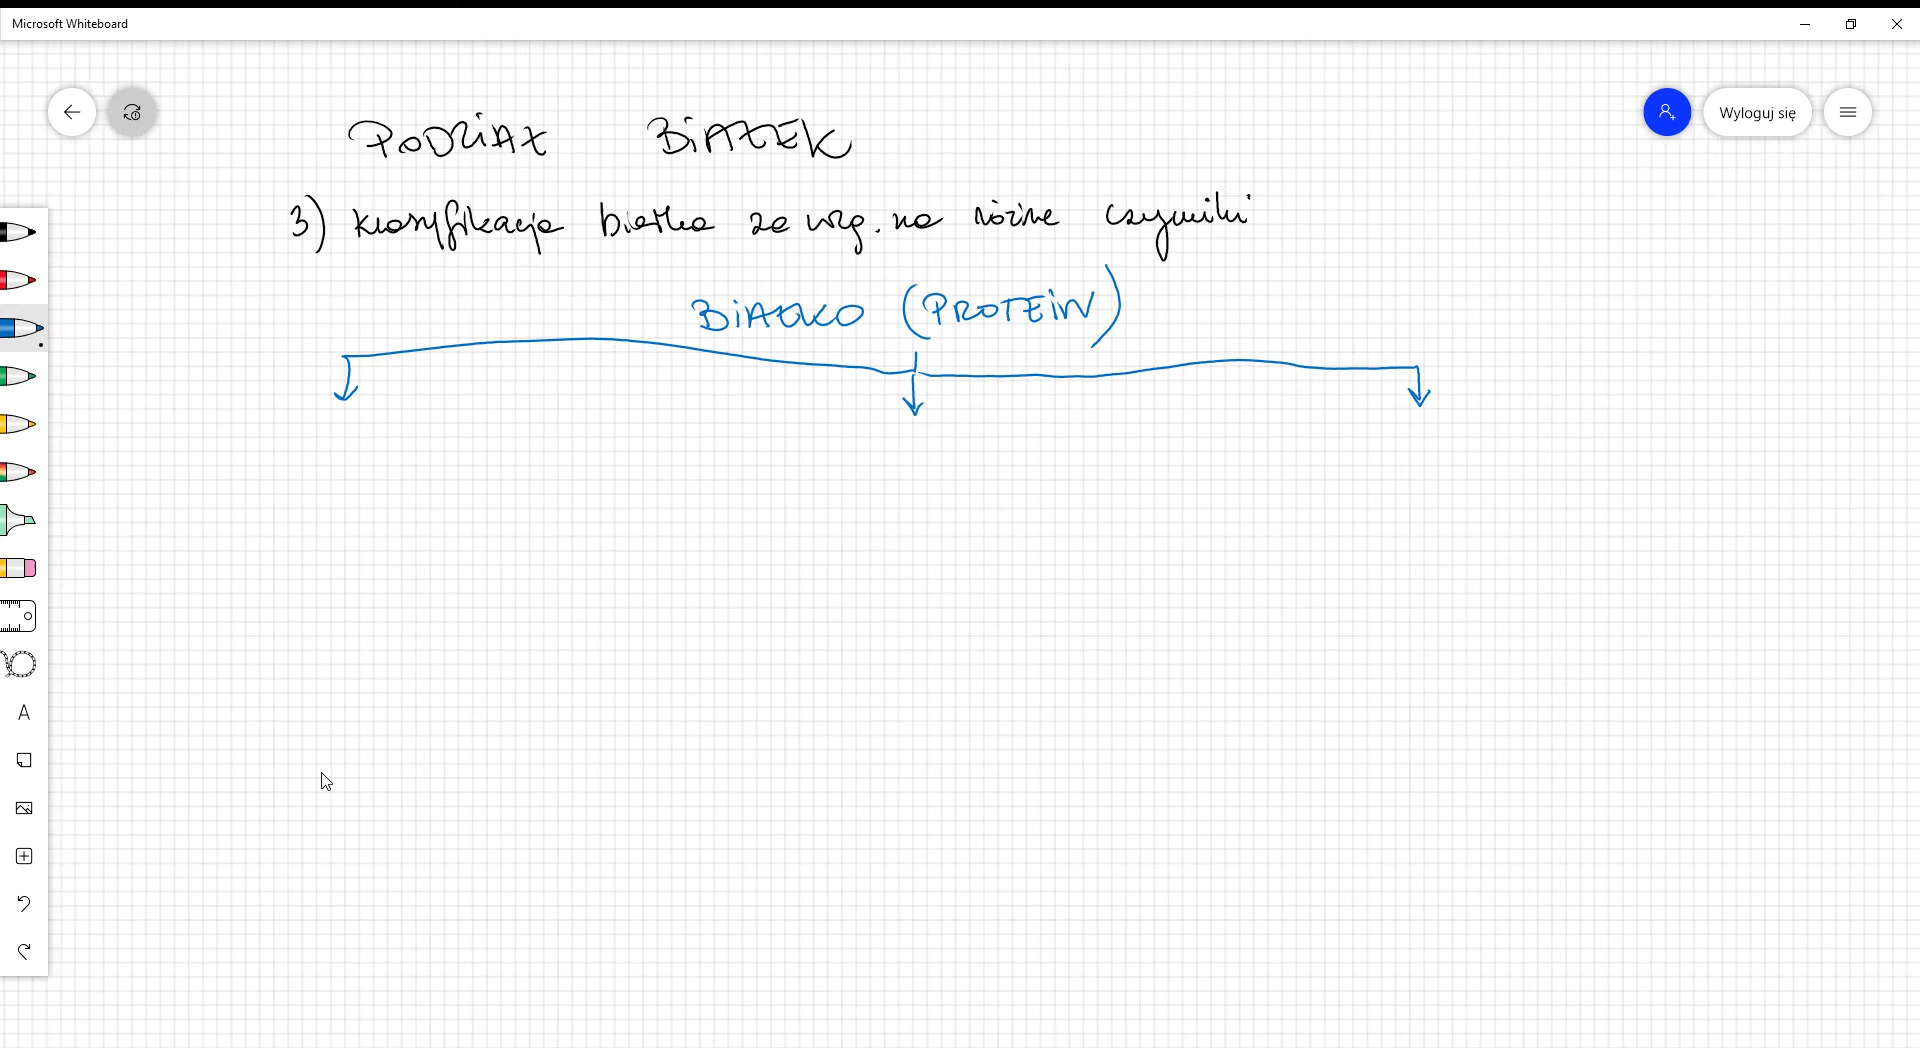 Microsoft Whiteboard
Wyloguj się
PODZIAŁ BIAŁEK
3) klasyfikacja białka ze wzg. na różne czynniki
BIAŁKO (PROTEIN)
A